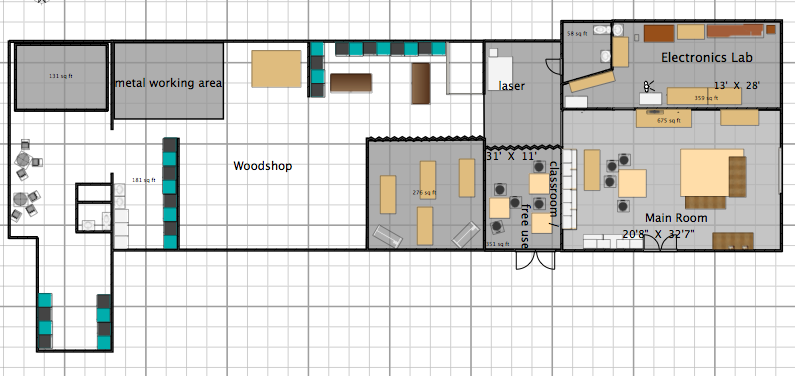 58 sq ft
Electronics Lab
131 sq ft
metal working area
laser
13' X 28'
359 sq ft
675 sq ft
31' X 11'
Woodshop
181 sq ft
276 sq ft
classroom /
free use
Main Room
20'8" X 32'7"
351 sq ft